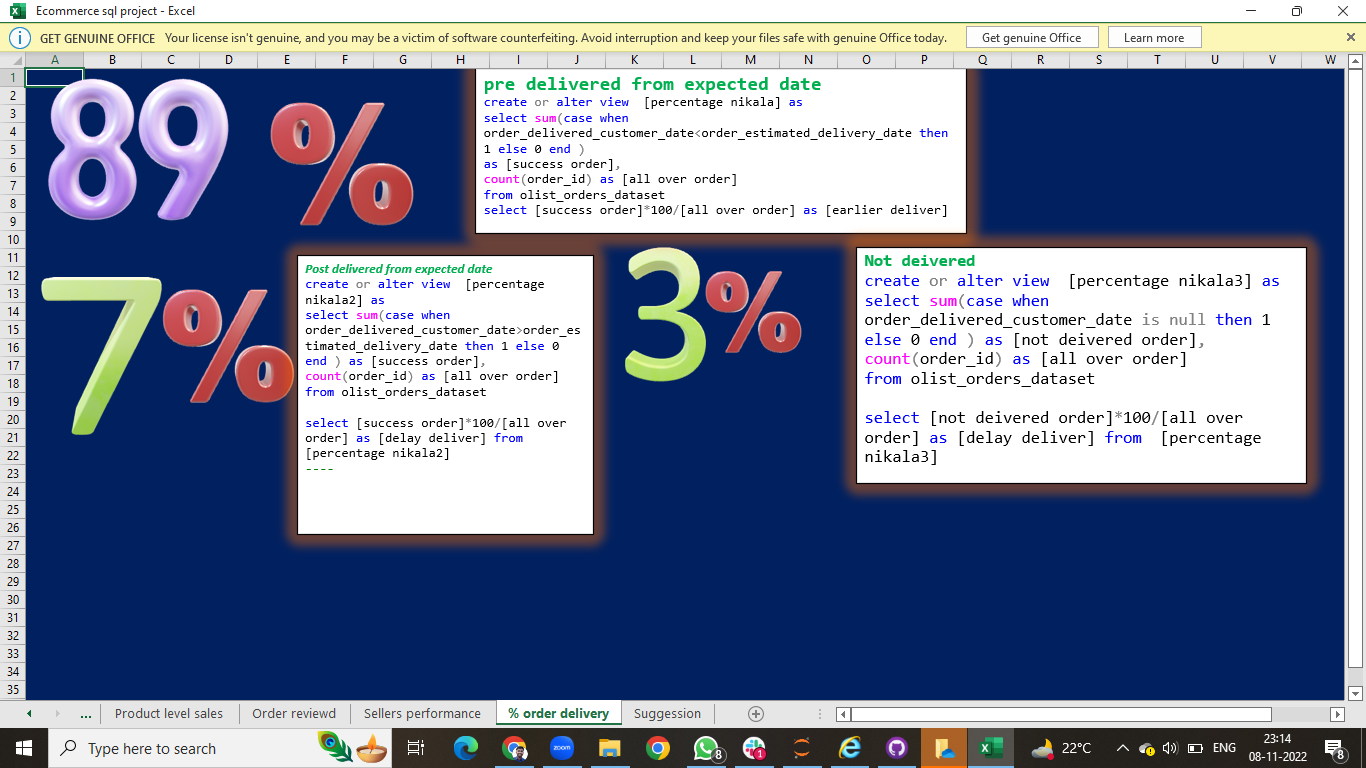 Ecommerce sql project - Excel
GET GENUINE OFFICE Your license isn't genuine, and you may be a victim of software counterfeiting. Avoid interruption and keep your files safe with genuine Office today. Get genuine Office Learn more
A B C D E F G H I J K L M N O P Q R S T U V W
1
2
3
4
5
6
7
8
9
10
11
12
13
14
15
16
17
18
19
20
21
22
23
24
25
26
27
28
29
30
31
32
33
34
35
89 %
pre delivered from expected date
create or alter view [percentage nikala] as
select sum(case when
order_delivered_customer_date<order_estimated_delivery_date then
1 else 0 end )
as [success order],
count(order_id) as [all over order]
from olist_orders_dataset
select [success order]*100/[all over order] as [earlier deliver]
7%
Post delivered from expected date
create or alter view [percentage
nikala2] as
select sum(case when
order_delivered_customer_date>order_es
timated_delivery_date then 1 else 0
end ) as [success order],
count(order_id) as [all over order]
from olist_orders_dataset
select [success order]*100/[all over
order] as [delay deliver] from
[percentage nikala2]
----
3%
Not deivered
create or alter view [percentage nikala3] as
select sum(case when
order_delivered_customer_date is null then 1
else 0 end ) as [not deivered order],
count(order_id) as [all over order]
from olist_orders_dataset
select [not deivered order]*100/[all over
order] as [delay deliver] from [percentage
nikala3]
... Product level sales Order reviewd Sellers performance % order delivery Suggession
Type here to search
zoom
8
1
22°C
ENG
23:14
08-11-2022
8